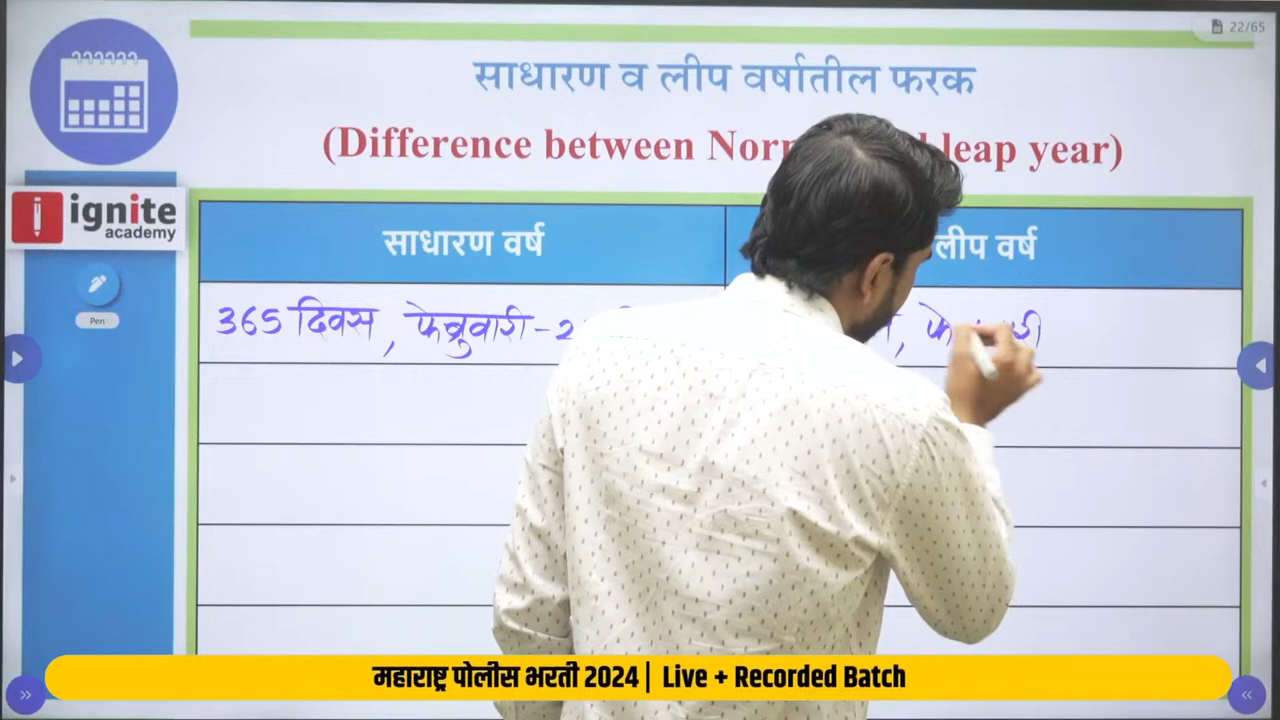 22/65
साधारण व लीप वर्षातील फरक
(Difference between leap year)
ignite
academy
Pen
साधारण वर्ष लीप वर्ष
365 दिवस, फेब्रुवारी-2
महाराष्ट्र पोलीस भरती 2024 | Live + Recorded Batch